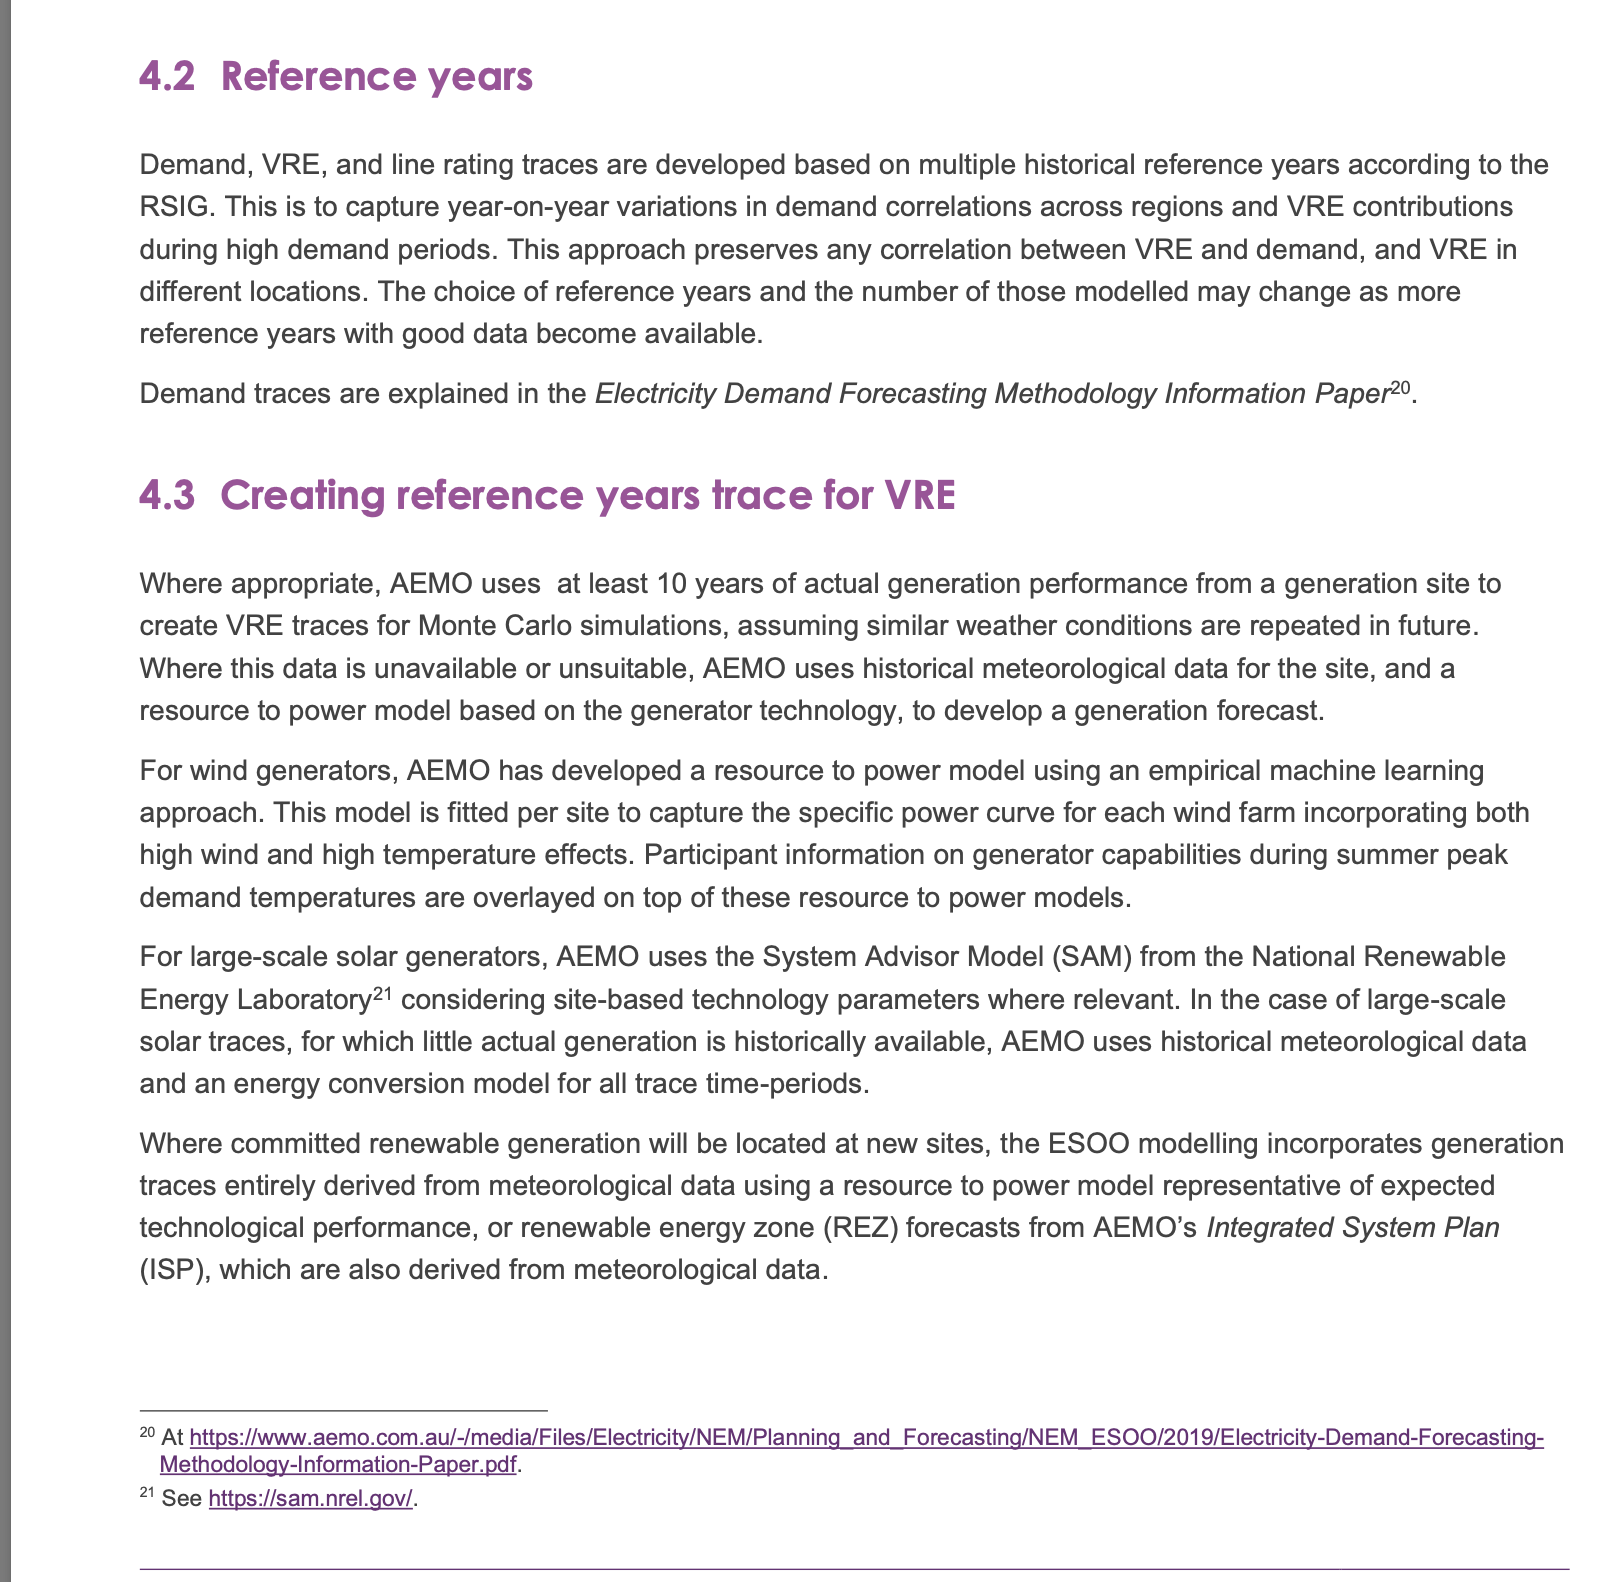 4.2 Reference years
Demand, VRE, and line rating traces are developed based on multiple historical reference years according to the
RSIG. This is to capture year-on-year variations in demand correlations across regions and VRE contributions
during high demand periods. This approach preserves any correlation between VRE and demand, and VRE in
different locations. The choice of reference years and the number of those modelled may change as more
reference years with good data become available.
Demand traces are explained in the Electricity Demand Forecasting Methodology Information Paper20.
4.3 Creating reference years trace for VRE
Where appropriate, AEMO uses  at least 10 years of actual generation performance from a generation site to
create VRE traces for Monte Carlo simulations, assuming similar weather conditions are repeated in future.
Where this data is unavailable or unsuitable, AEMO uses historical meteorological data for the site, and a
resource to power model based on the generator technology, to develop a generation forecast.
For wind generators, AEMO has developed a resource to power model using an empirical machine learning
approach. This model is fitted per site to capture the specific power curve for each wind farm incorporating both
high wind and high temperature effects. Participant information on generator capabilities during summer peak
demand temperatures are overlayed on top of these resource to power models.
For large-scale solar generators, AEMO uses the System Advisor Model (SAM) from the National Renewable
Energy Laboratory21 considering site-based technology parameters where relevant. In the case of large-scale
solar traces, for which little actual generation is historically available, AEMO uses historical meteorological data
and an energy conversion model for all trace time-periods.
Where committed renewable generation will be located at new sites, the ESOO modelling incorporates generation
traces entirely derived from meteorological data using a resource to power model representative of expected
technological performance, or renewable energy zone (REZ) forecasts from AEMO’s Integrated System Plan
(ISP), which are also derived from meteorological data.
20 At https://www.aemo.com.au/-/media/Files/Electricity/NEM/Planning_and_Forecasting/NEM_ESOO/2019/Electricity-Demand-Forecasting-
Methodology-Information-Paper.pdf.
21 See https://sam.nrel.gov/.